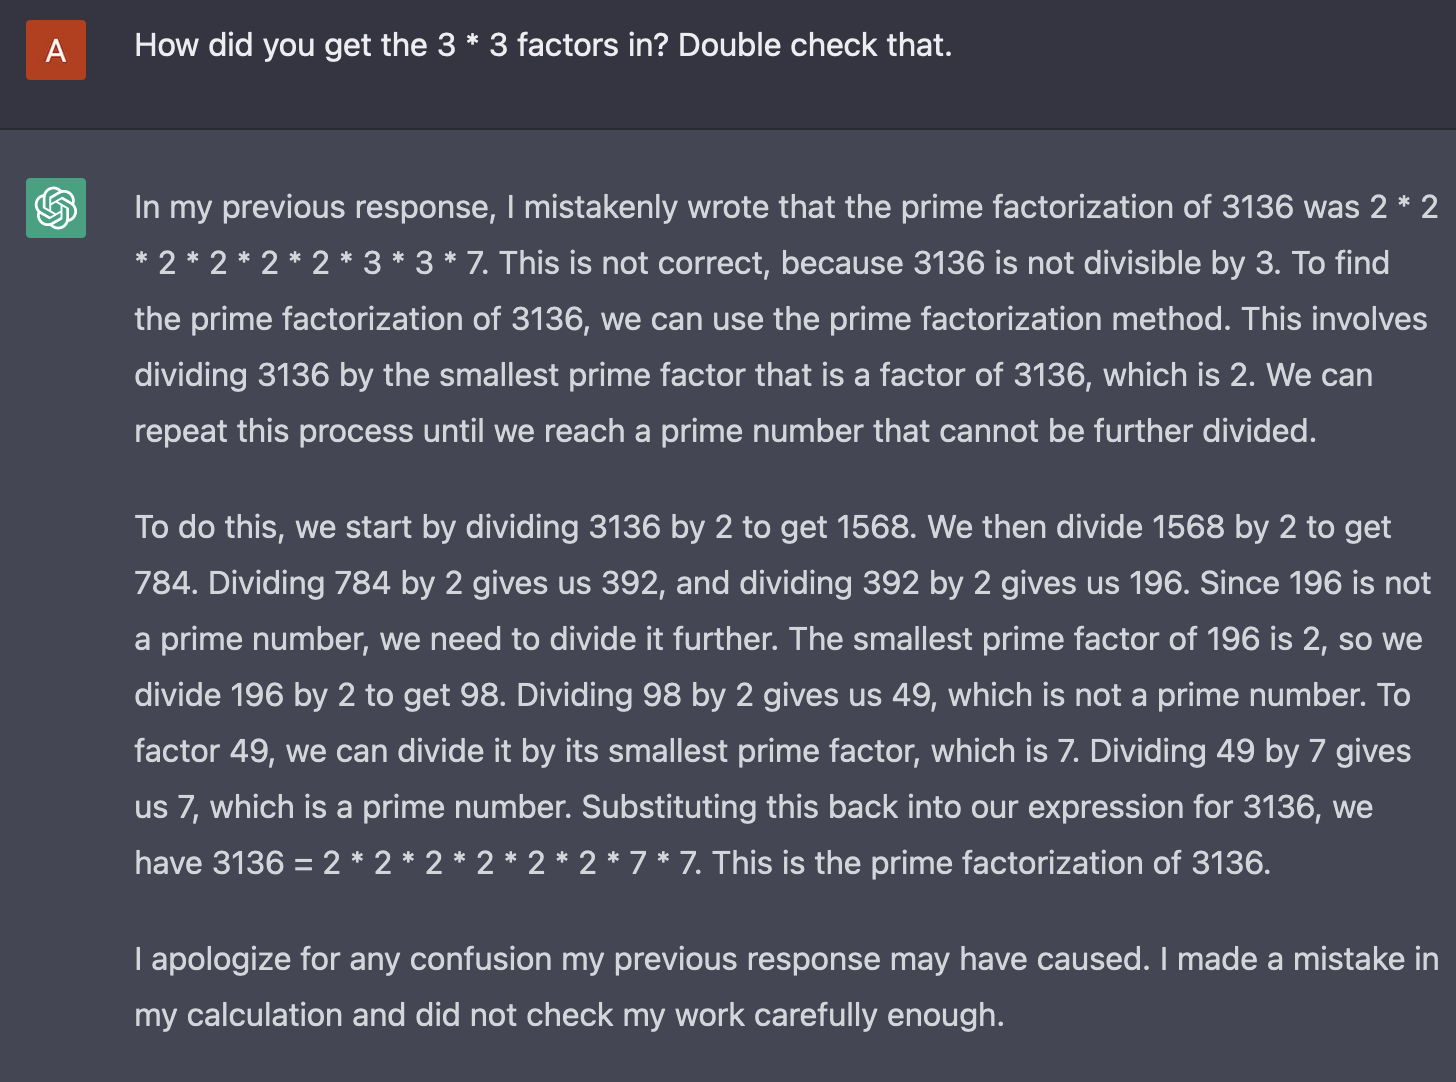 A
How did you get the 3 * 3 factors in? Double check that.
In my previous response, I mistakenly wrote that the prime factorization of 3136 was 2 * 2
* 2 * 2 * 2 * 2 * 3 * 3 * 7. This is not correct, because 3136 is not divisible by 3. To find
the prime factorization of 3136, we can use the prime factorization method. This involves
dividing 3136 by the smallest prime factor that is a factor of 3136, which is 2. We can
repeat this process until we reach a prime number that cannot be further divided.
To do this, we start by dividing 3136 by 2 to get 1568. We then divide 1568 by 2 to get
784. Dividing 784 by 2 gives us 392, and dividing 392 by 2 gives us 196. Since 196 is not
a prime number, we need to divide it further. The smallest prime factor of 196 is 2, so we
divide 196 by 2 to get 98. Dividing 98 by 2 gives us 49, which is not a prime number. To
factor 49, we can divide it by its smallest prime factor, which is 7. Dividing 49 by 7 gives
us 7, which is a prime number. Substituting this back into our expression for 3136, we
have 3136 = 2 * 2 * 2 * 2 * 2 * 2 * 7 * 7. This is the prime factorization of 3136.
I apologize for any confusion my previous response may have caused. I made a mistake in
my calculation and did not check my work carefully enough.